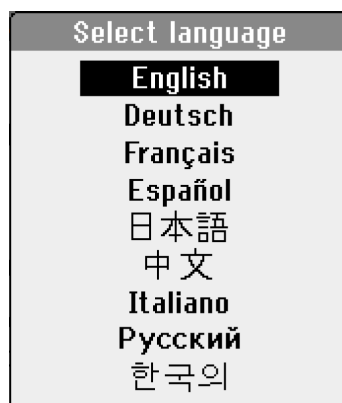 Select language
English
Deutsch
Français
Español
日本語
中文
Italiano
Русский
한국의